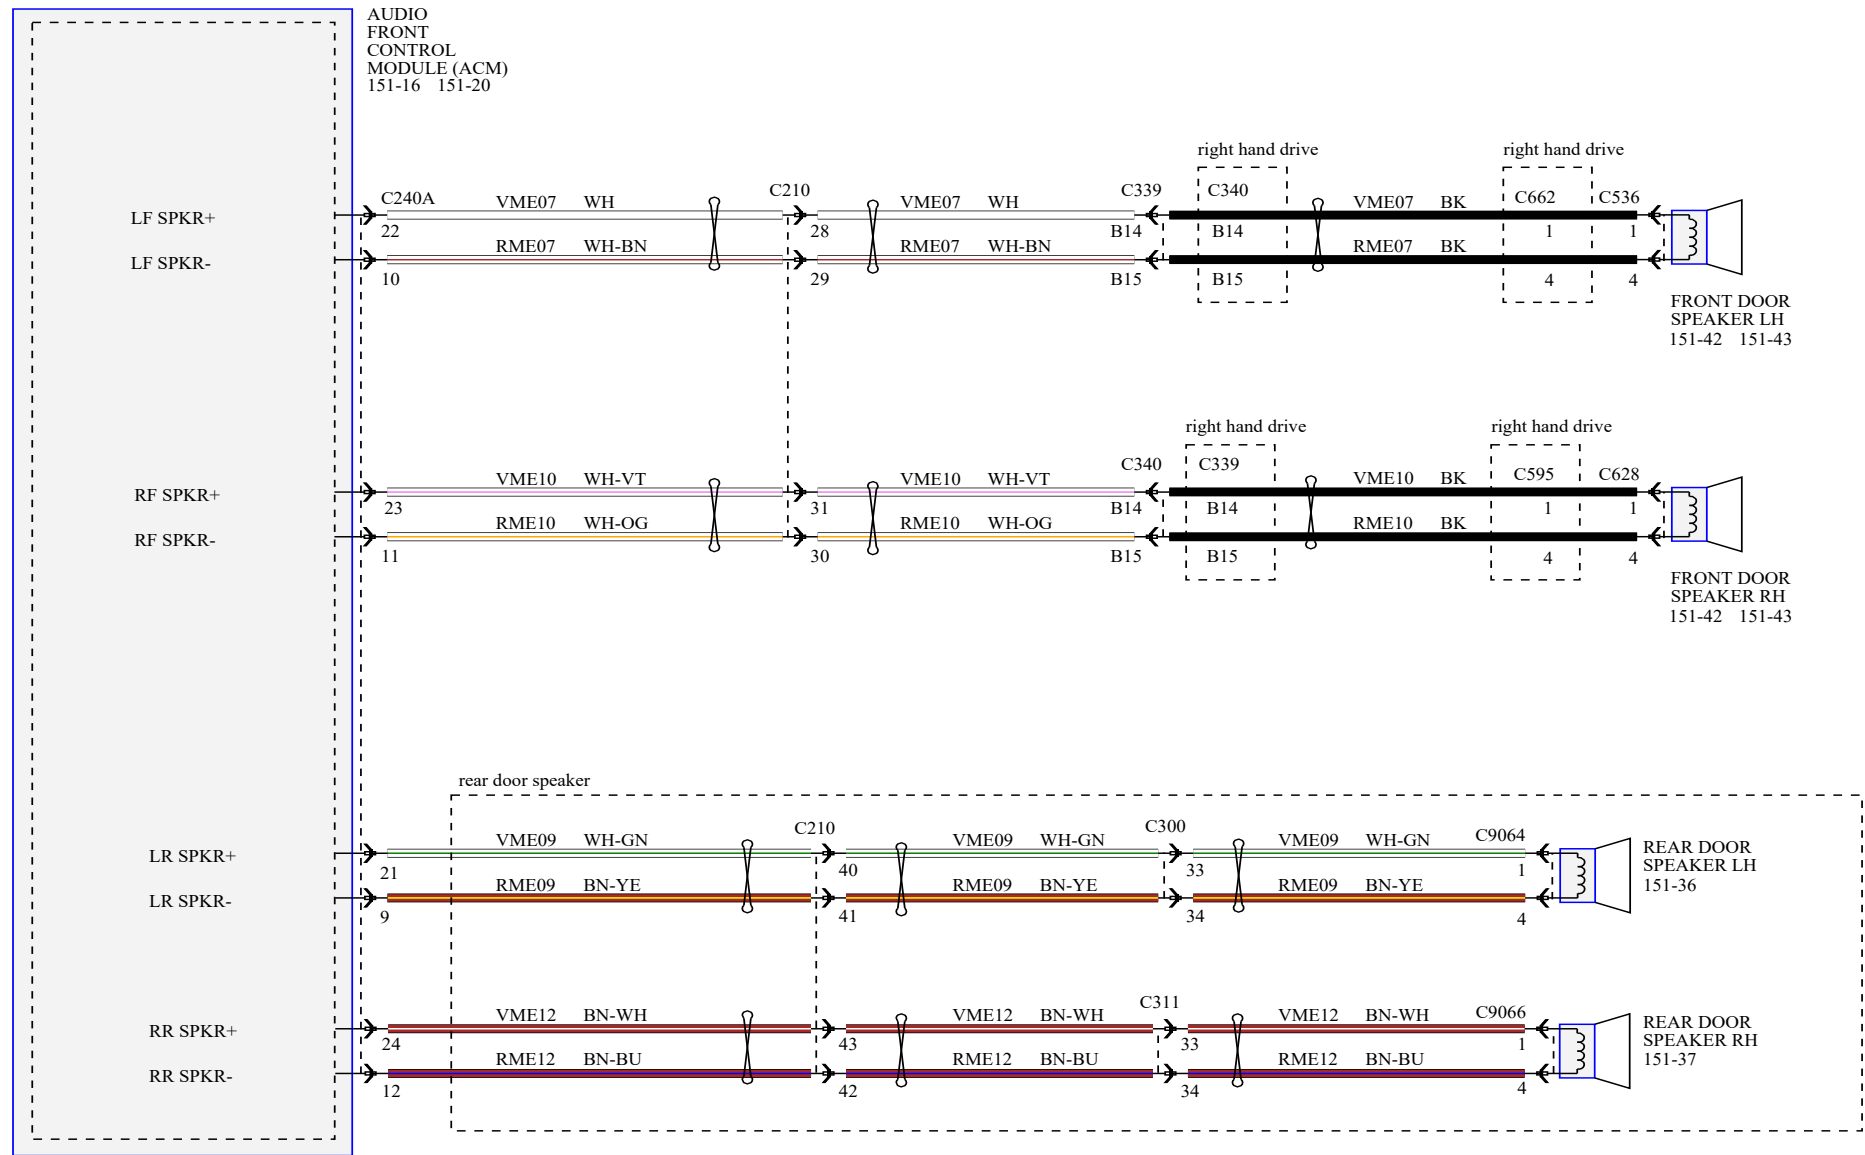 AUDIO
FRONT
CONTROL
MODULE (ACM)
151-16 151-20
right hand drive right hand drive
C240A VME07 WH C210 VME07 WH C339 C340 VME07 BK C662 C536
LF SPKR+
22 28 B14 B14 1 1
RME07 WH-BN RME07 WH-BN RME07 BK
LF SPKR-
10 29 B15 B15 4 4
FRONT DOOR
SPEAKER LH
151-42 151-43
right hand drive right hand drive
VME10 WH-VT VME10 WH-VT C340 C339 VME10 BK C595 C628
RF SPKR+
23 31 B14 B14 1 1
RME10 WH-OG RME10 WH-OG RME10 BK
RF SPKR-
11 30 B15 B15 4 4
FRONT DOOR
SPEAKER RH
151-42 151-43
rear door speaker
VME09 WH-GN C210 VME09 WH-GN C300 VME09 WH-GN C9064
LR SPKR+
21 40 33 1
RME09 BN-YE RME09 BN-YE RME09 BN-YE
LR SPKR-
9 41 34 4
REAR DOOR
SPEAKER LH
151-36
VME12 BN-WH VME12 BN-WH C311 VME12 BN-WH C9066
RR SPKR+
24 43 33 1
RME12 BN-BU RME12 BN-BU RME12 BN-BU
RR SPKR-
12 42 34 4
REAR DOOR
SPEAKER RH
151-37